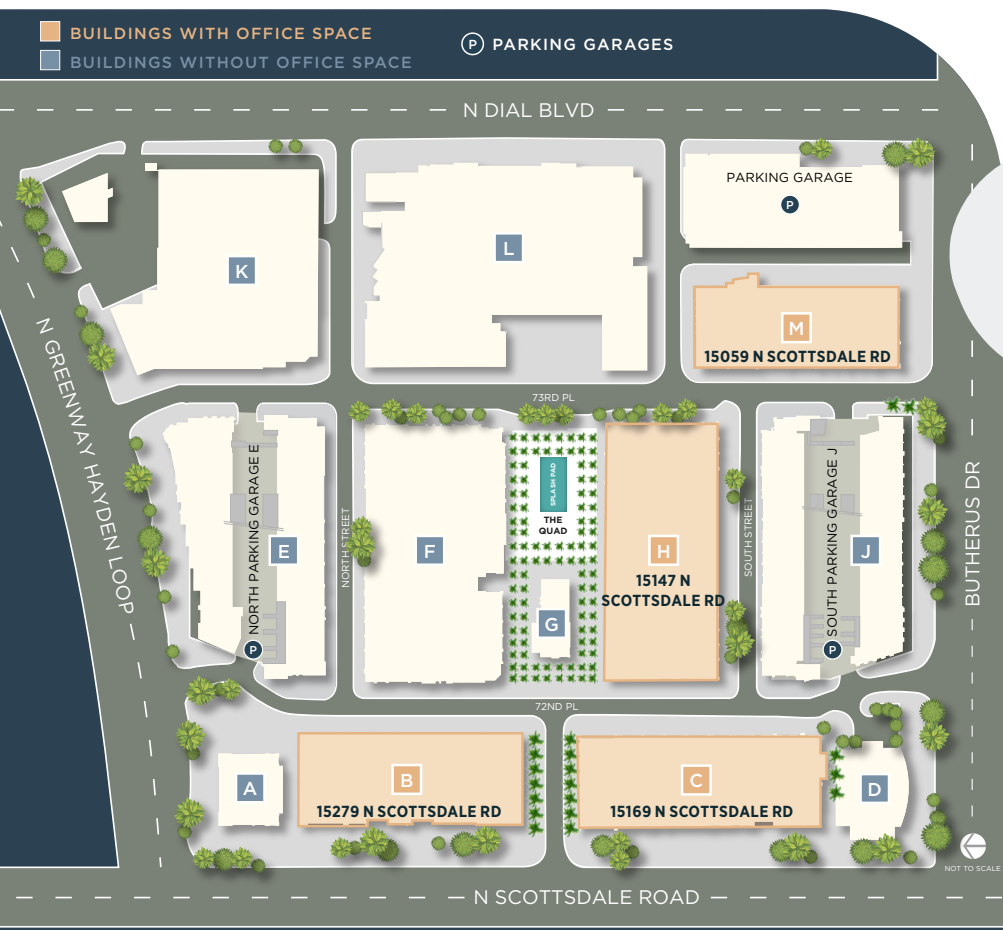 BUILDINGS WITH OFFICE SPACE
BUILDINGS WITHOUT OFFICE SPACE
P PARKING GARAGES
N DIAL BLVD
PARKING GARAGE
P
K
L
M
15059 N SCOTTSDALE RD
N GREENWAY HAYDEN LOOP
73RD PL
NORTH PARKING GARAGE E
P
E
NORTH STREET
F
SPLASH PAD
THE
QUAD
G
H
15147 N
SCOTTSDALE RD
SOUTH STREET
SOUTH PARKING GARAGE J
P
J
BUTHERUS DR
72ND PL
A
B
15279 N SCOTTSDALE RD
C
15169 N SCOTTSDALE RD
D
NOT TO SCALE
N SCOTTSDALE ROAD